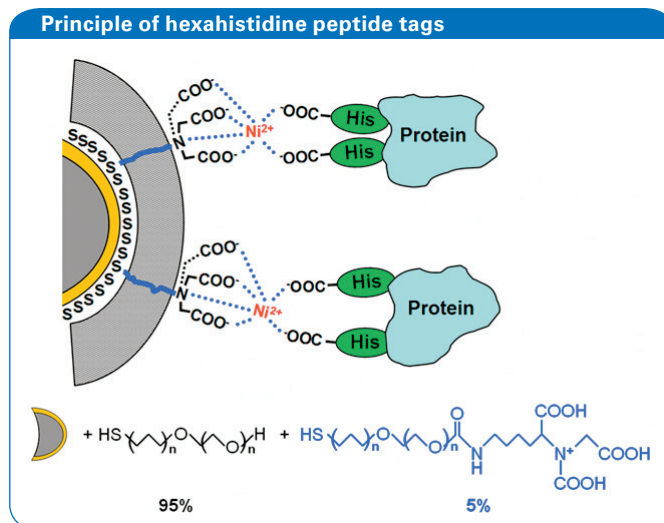 Principle of hexahistidine peptide tags
COO-
COO-
N
COO-
Ni2+
-OOC
His
-OOC
His
Protein
SSSSSSSSSSSSSSSSSSSSS
COO-
COO-
N
COO-
Ni2+
-OOC
His
-OOC
His
Protein
+ HS ( )n O ( O )n H + HS ( )n O ( O )n O N H COOH N+ COOH COOH
95% 5%